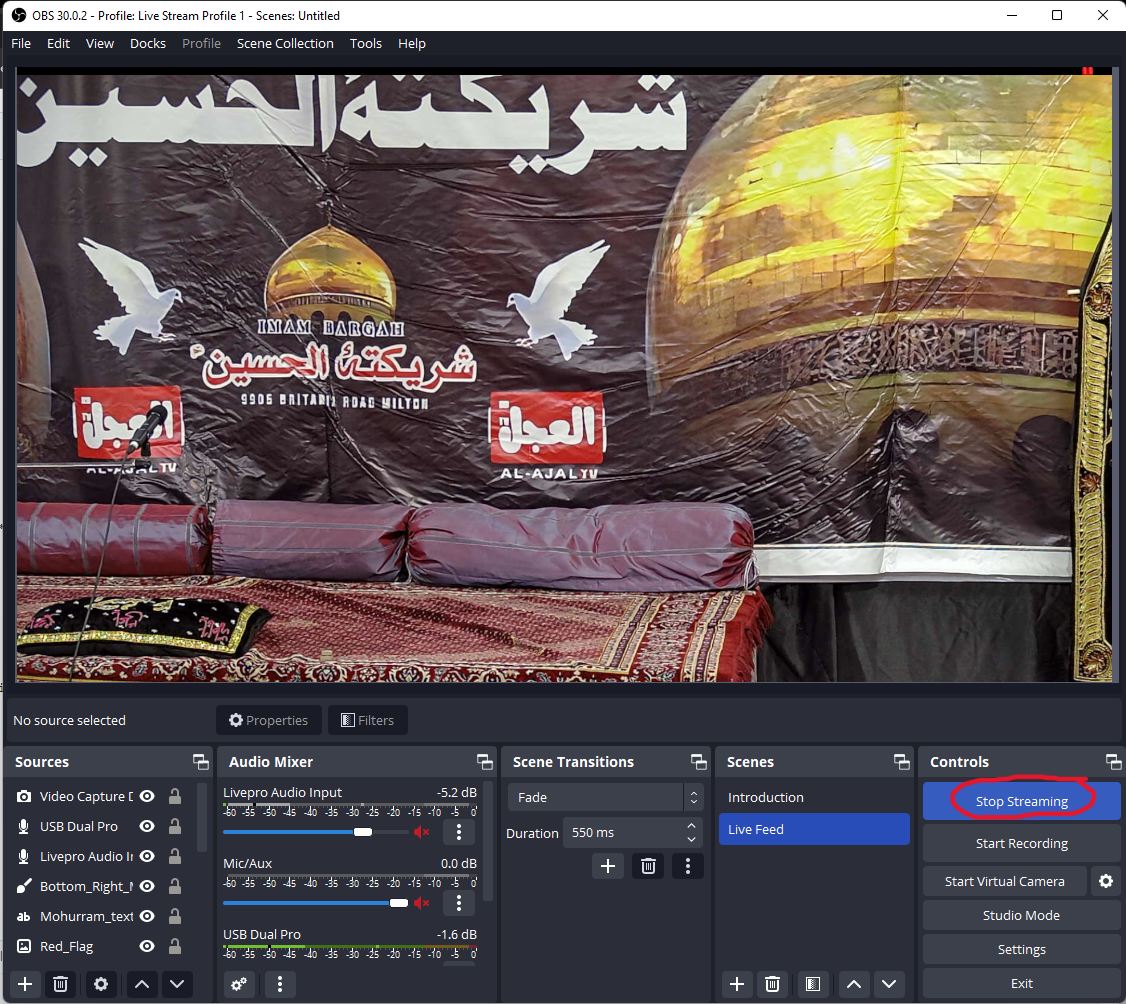 OBS 30.0.2 - Profile: Live Stream Profile 1 - Scenes: Untitled
File Edit View Docks Profile Scene Collection Tools Help
شريكتهُ الحسين
IMAM BARGAH
شريكتهُ الحسين
9905 BRITANIA ROAD MILTON
العجل
AL-AJAL TV
العجل
AL-AJAL TV
No source selected Properties Filters
Sources
Video Capture D
USB Dual Pro
Livepro Audio In
Bottom_Right_M
Mohurram_text
Red_Flag
Audio Mixer
Livepro Audio Input -5.2 dB
-60 -55 -50 -45 -40 -35 -30 -25 -20 -15 -10 -5 0
Mic/Aux 0.0 dB
-60 -55 -50 -45 -40 -35 -30 -25 -20 -15 -10 -5 0
USB Dual Pro -1.6 dB
-60 -55 -50 -45 -40 -35 -30 -25 -20 -15 -10 -5 0
Scene Transitions
Fade
Duration 550 ms
Scenes
Introduction
Live Feed
Controls
Stop Streaming
Start Recording
Start Virtual Camera
Studio Mode
Settings
Exit